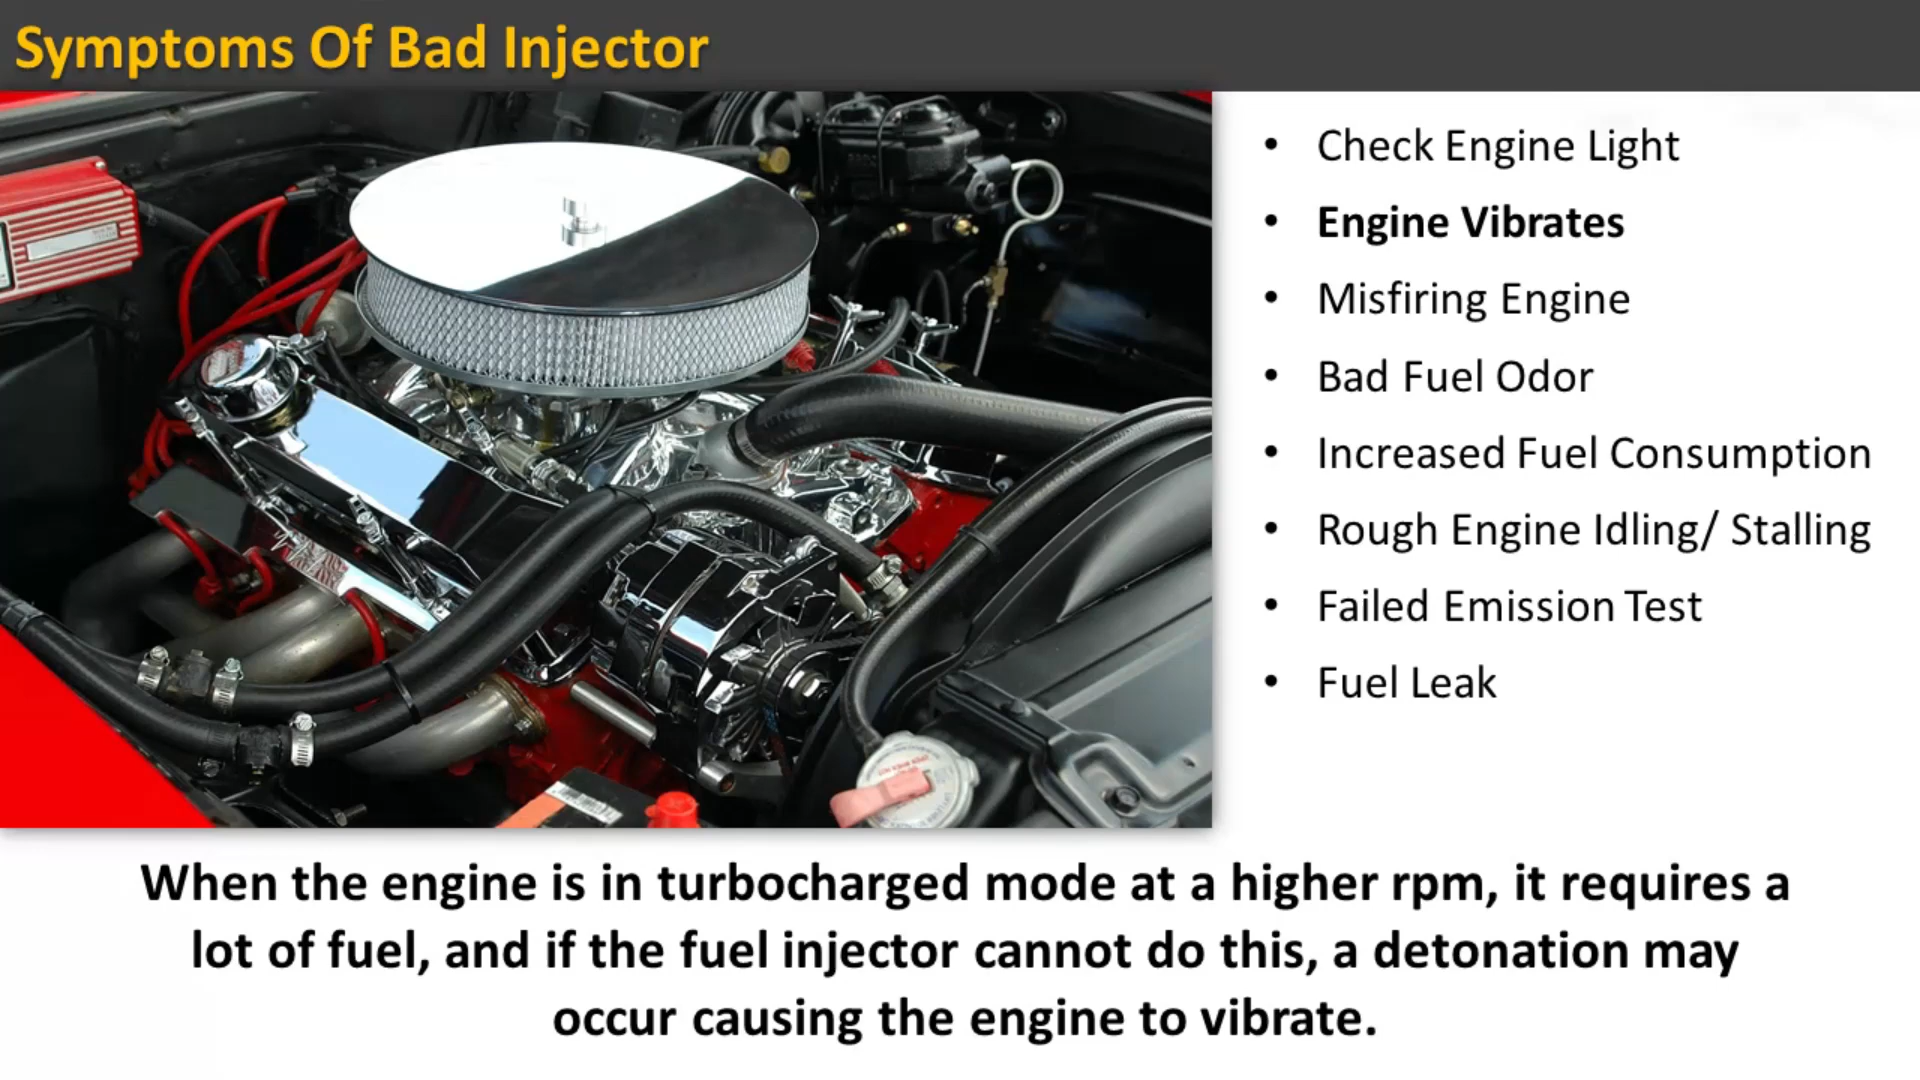 Symptoms Of Bad Injector
• Check Engine Light
• Engine Vibrates
• Misfiring Engine
• Bad Fuel Odor
• Increased Fuel Consumption
• Rough Engine Idling/ Stalling
• Failed Emission Test
• Fuel Leak
When the engine is in turbocharged mode at a higher rpm, it requires a
lot of fuel, and if the fuel injector cannot do this, a detonation may
occur causing the engine to vibrate.